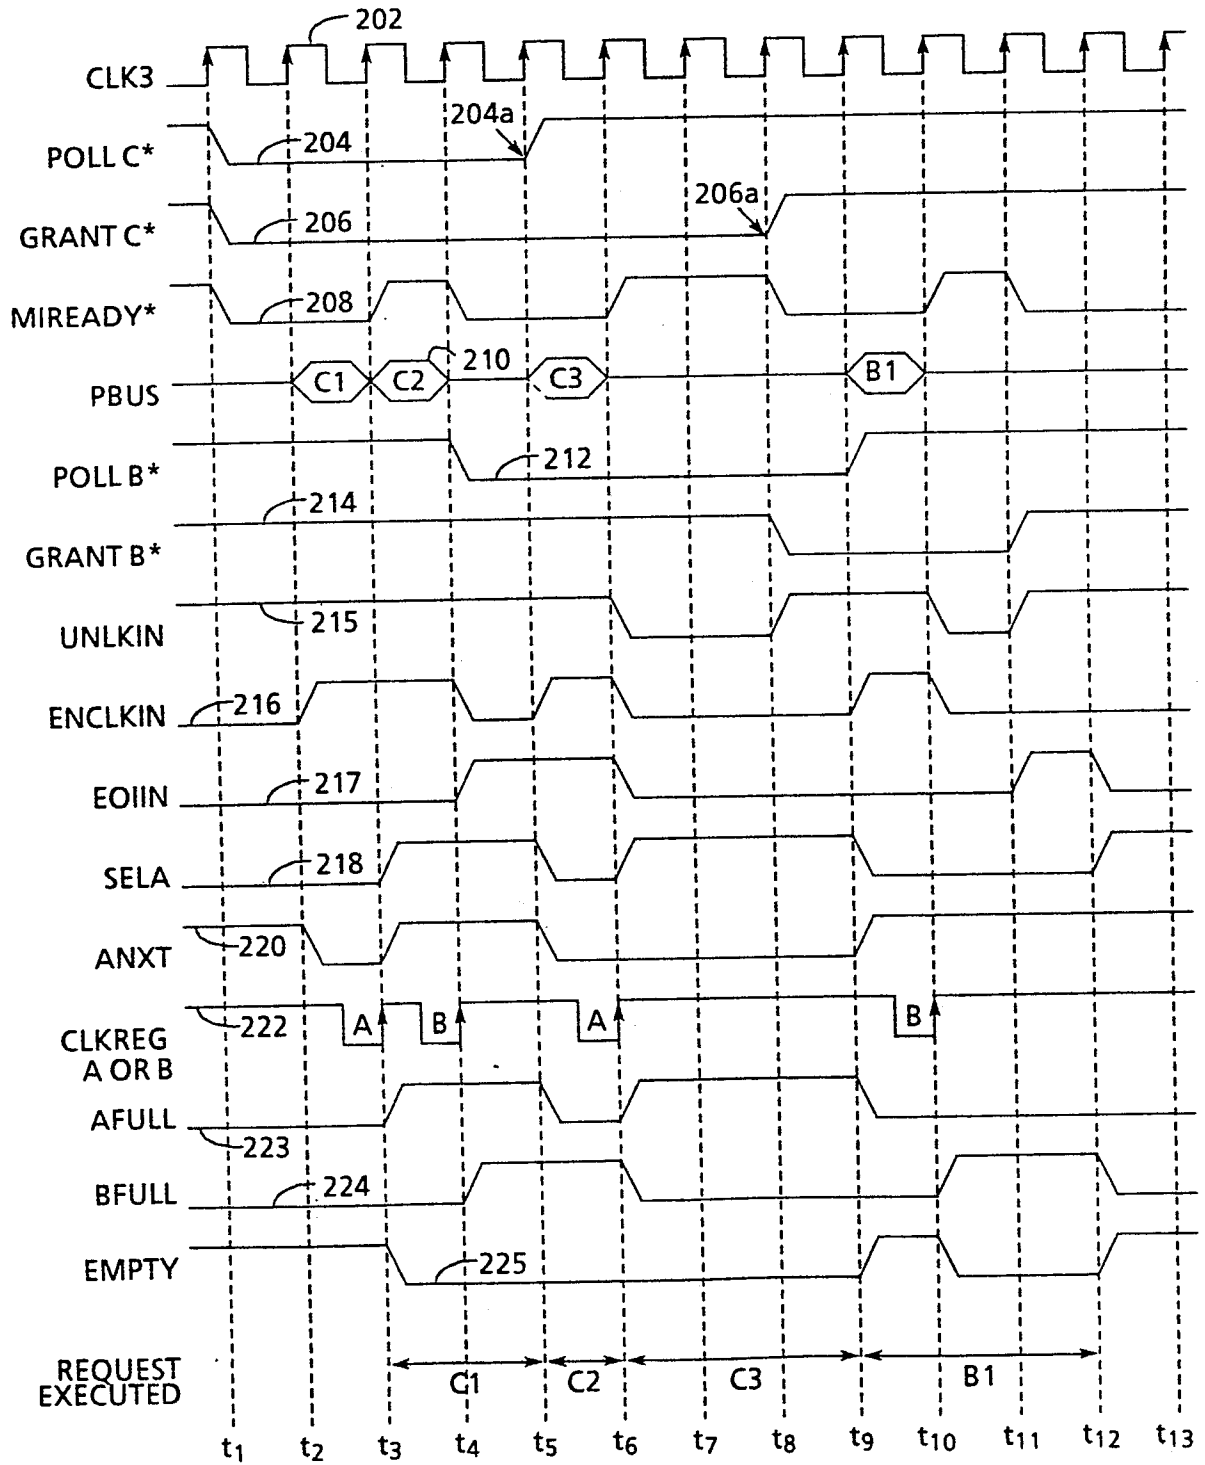 202
CLK3
204a
POLL C*
204
206a
GRANT C*
206
MIREADY*
208
210
PBUS
C1
C2
C3
B1
POLL B*
212
214
GRANT B*
215
UNLKIN
216
ENCLKIN
217
EOIIN
218
SELA
220
ANXT
222
A
B
A
B
CLKREG
A OR B
AFULL
223
224
BFULL
225
EMPTY
REQUEST
EXECUTED
C1
C2
C3
B1
t1 t2 t3 t4 t5 t6 t7 t8 t9 t10 t11 t12 t13